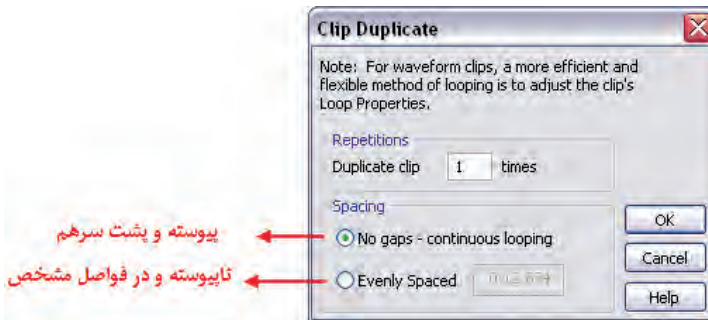 Clip Duplicate
Note: For waveform clips, a more efficient and
flexible method of looping is to adjust the clip's
Loop Properties.
Repetitions
Duplicate clip 1 times
Spacing
پیوسته و پشت سرهم
No gaps - continuous looping
OK
ناپیوسته و در فواصل مشخص
Evenly Spaced
Cancel
Help